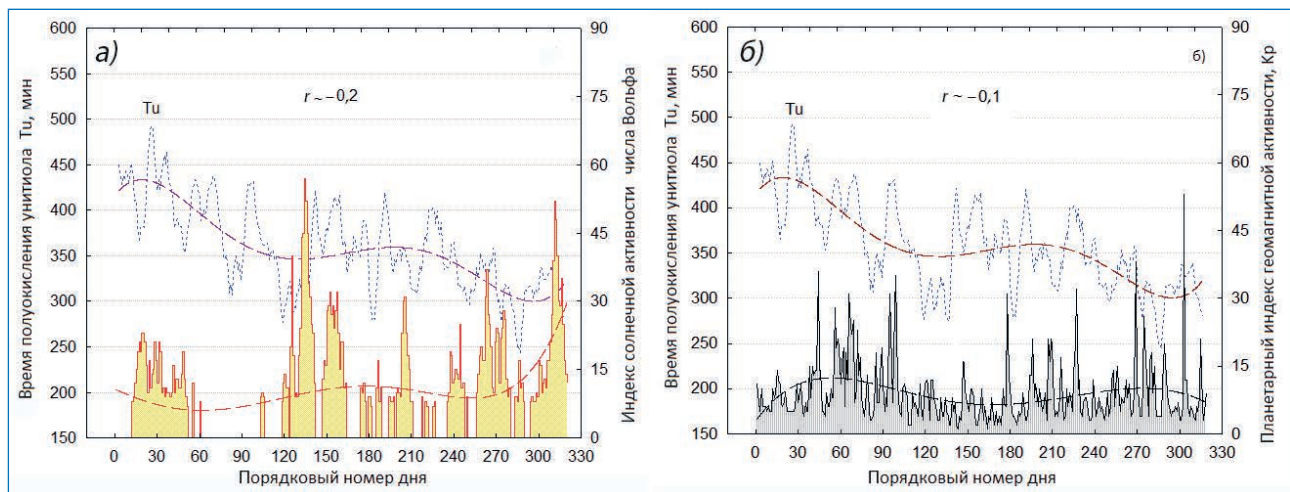 а)
r ~ −0,2
Tu
Время полуокисления унитиола Tu, мин
600
550
500
450
400
350
300
250
200
150
Индекс солнечной активности числа Вольфа
90
75
60
45
30
15
0
0 30 60 90 120 150 180 210 240 270 300 330
Порядковый номер дня
б)
б)
r ~ −0,1
Tu
Время полуокисления унитиола Tu, мин
600
550
500
450
400
350
300
250
200
150
Планетарный индекс геомагнитной активности, Кр
90
75
60
45
30
15
0
0 30 60 90 120 150 180 210 240 270 300 330
Порядковый номер дня